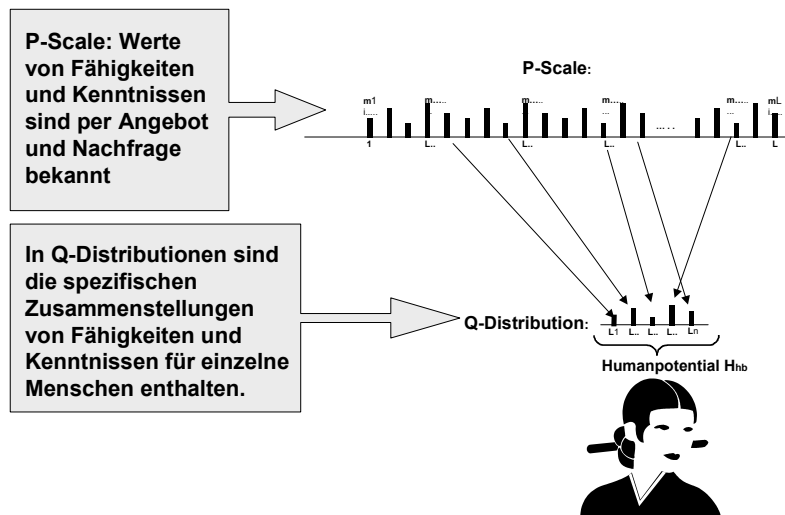 P-Scale: Werte
von Fähigkeiten
und Kenntnissen
sind per Angebot
und Nachfrage
bekannt
P-Scale:
m1 m..... m..... m..... m..... mL
i..... ... ... ... i.....
1 L.. L.. L.. L.. L
.....
In Q-Distributionen sind
die spezifischen
Zusammenstellungen
von Fähigkeiten und
Kenntnissen für einzelne
Menschen enthalten.
Q-Distribution:
L1 L.. L.. L.. Ln
Humanpotential Hhb